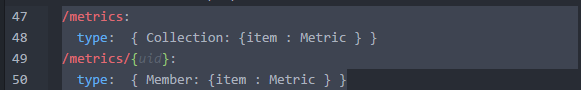 47 /metrics:
48   type:  { Collection: {item : Metric } }
49 /metrics/{uid}:
50   type:  { Member: {item : Metric } }